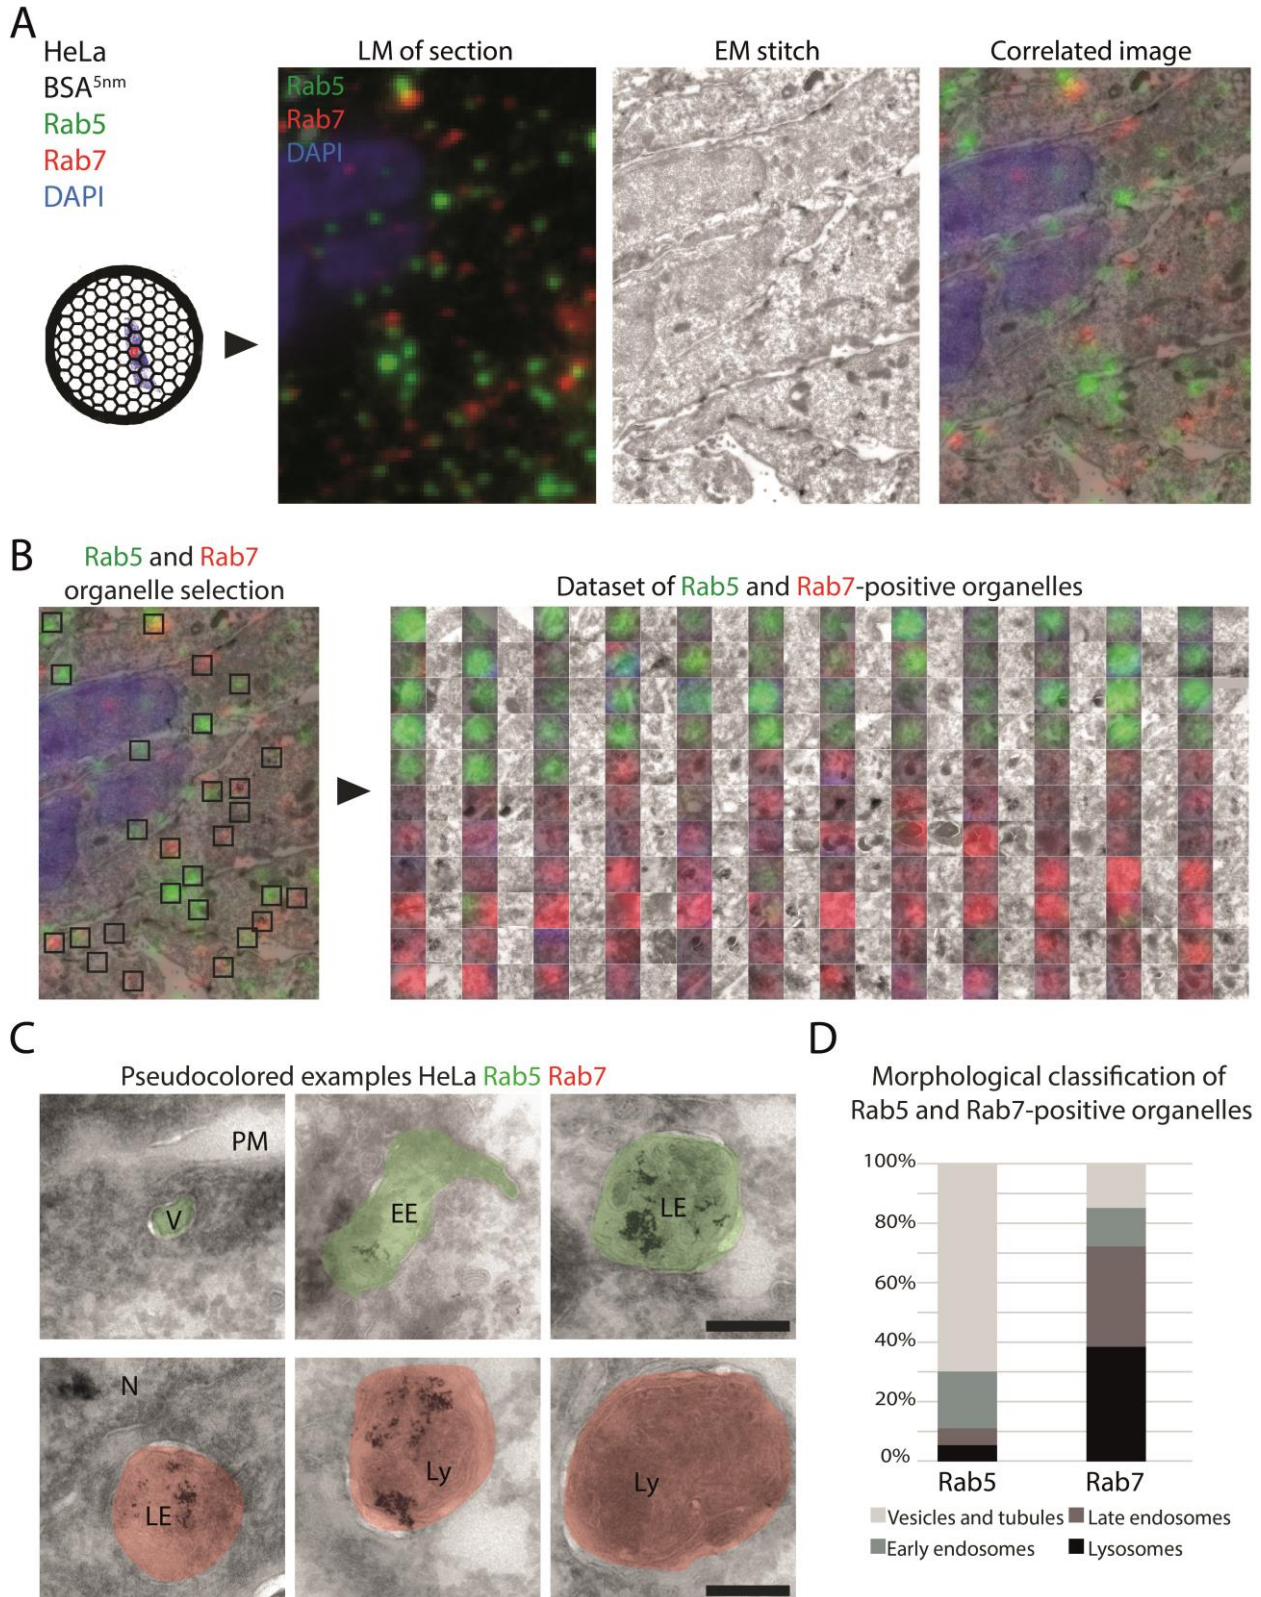 A
HeLa
BSA5nm
Rab5
Rab7
DAPI
LM of section
Rab5
Rab7
DAPI
EM stitch
Correlated image
B
Rab5 and Rab7
organelle selection
Dataset of Rab5 and Rab7-positive organelles
C
Pseudocolored examples HeLa Rab5 Rab7
PM
V
EE
LE
N
LE
Ly
Ly
D
Morphological classification of
Rab5 and Rab7-positive organelles
100%
80%
60%
40%
20%
0%
Rab5 Rab7
Vesicles and tubules Late endosomes
Early endosomes Lysosomes